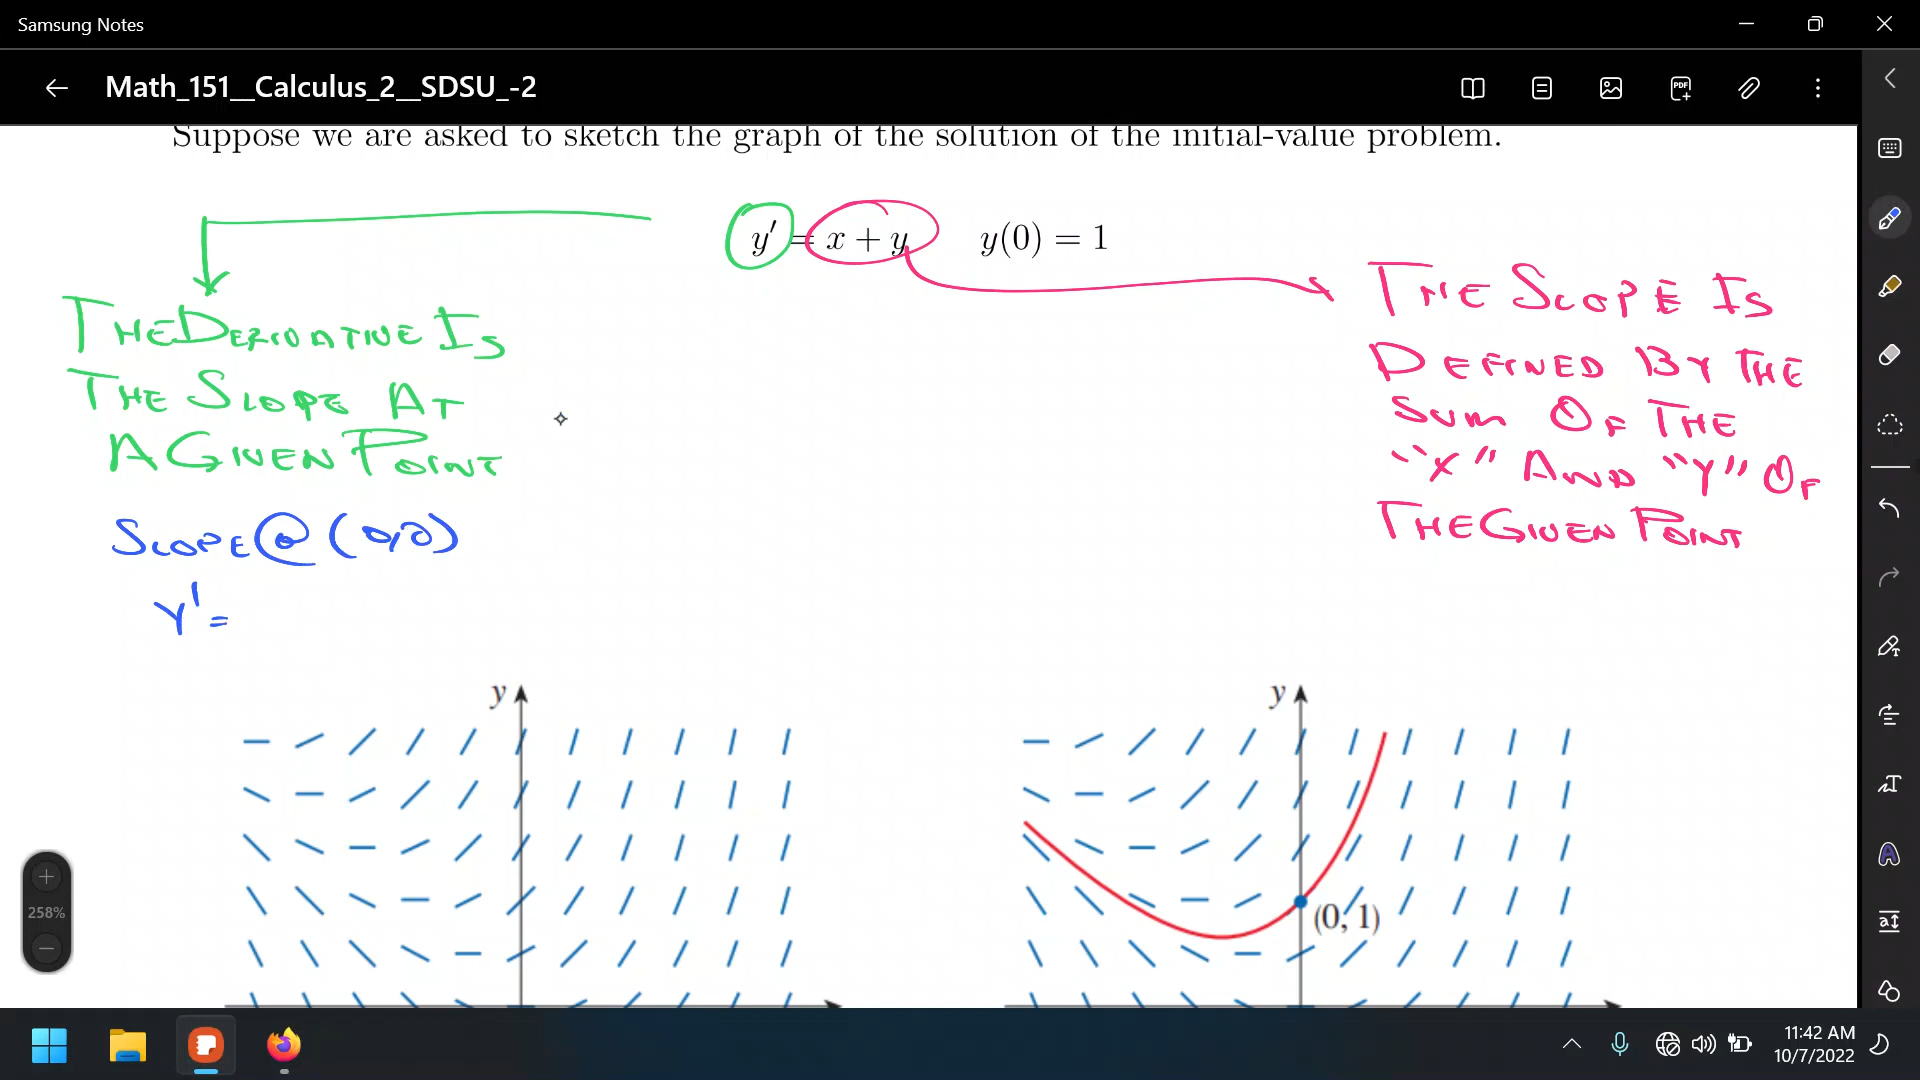 Samsung Notes
Math_151__Calculus_2__SDSU_-2
Suppose we are asked to sketch the graph of the solution of the initial-value problem.
y' = x + y    y(0) = 1
THE DERIVATIVE IS
THE SLOPE AT
A GIVEN POINT
SLOPE @ (0,0)
Y' =
THE SLOPE IS
DEFINED BY THE
SUM OF THE
"X" AND "Y" OF
THE GIVEN POINT
y
y
(0, 1)
258%
11:42 AM
10/7/2022